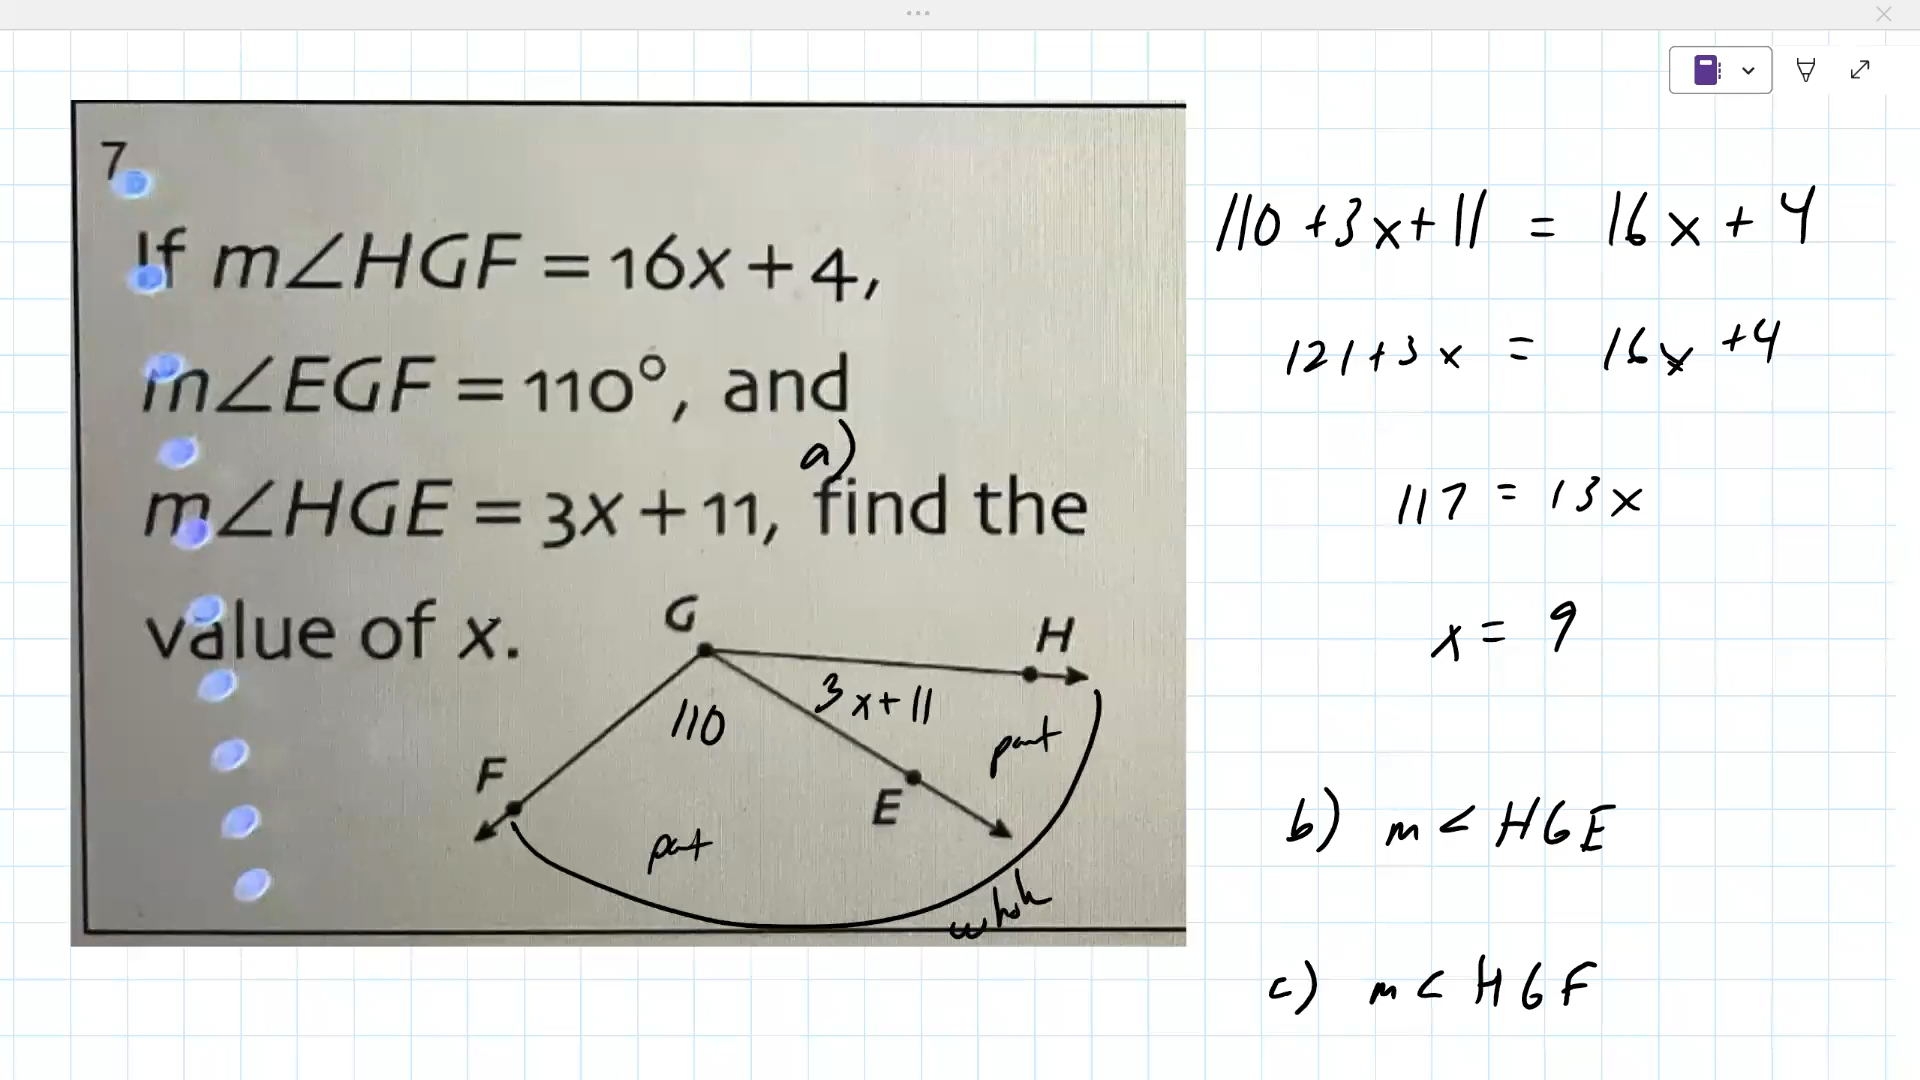 7
If m∠HGF = 16x + 4,
m∠EGF = 110°, and
a)
m∠HGE = 3x + 11, find the
value of x.
G
H
3x+11
110
part
F
E
part
whole
110 +3x+11 = 16x + 4
121+3x = 16x +4
117 = 13x
x = 9
b) m< HGE
c) m< HGF